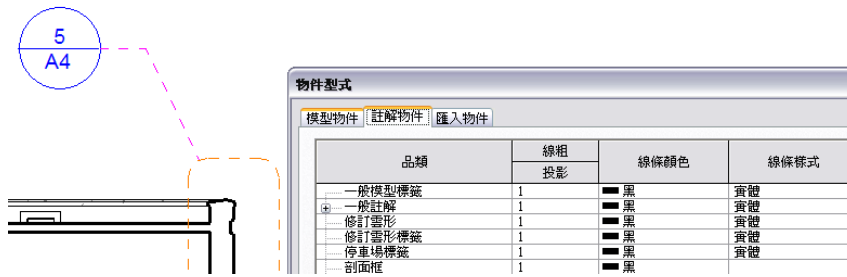 5
A4
物件型式
模型物件 註解物件 匯入物件
品類 線粗 線條顏色 線條樣式
投影
一般模型標籤 1 黑 實體
一般註解 1 黑 實體
修訂雲形 1 黑 實體
修訂雲形標籤 1 黑 實體
停車場標籤 1 黑 實體
剖面框 1 黑